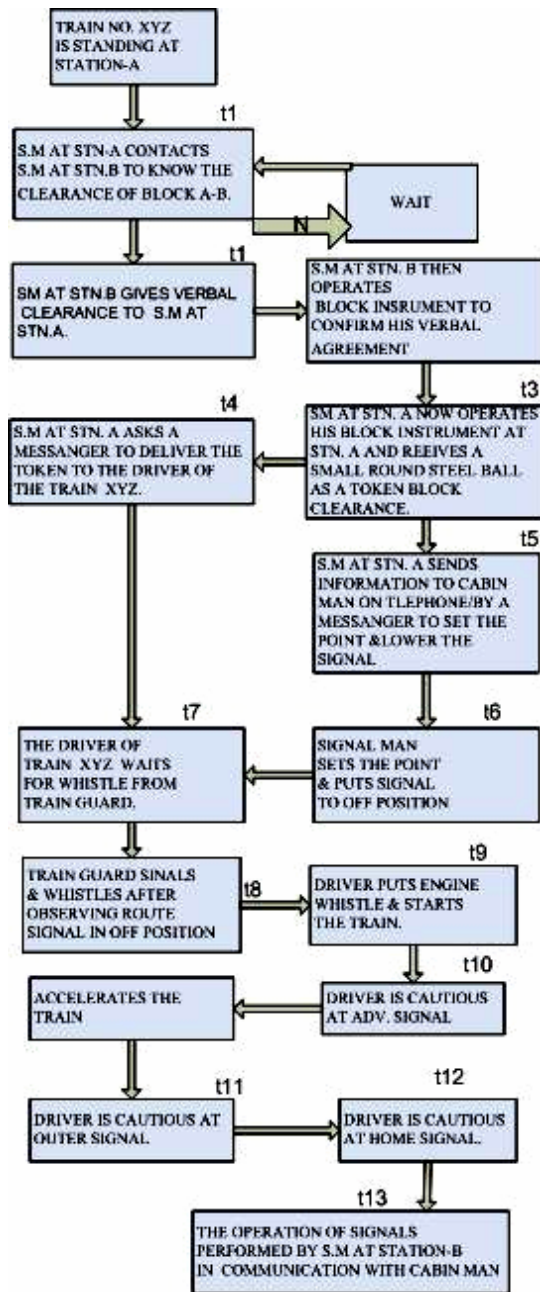 TRAIN NO. XYZ
IS STANDING AT
STATION-A
t1
S.M AT STN-A CONTACTS
S.M AT STN.B TO KNOW THE
CLEARANCE OF BLOCK A-B.
WAIT
N
t1
SM AT STN.B GIVES VERBAL
CLEARANCE TO S.M AT
STN.A.
S.M AT STN. B THEN
OPERATES
BLOCK INSRUMENT TO
CONFIRM HIS VERBAL
AGREEMENT
t3
SM AT STN. A NOW OPERATES
HIS BLOCK INSTRUMENT AT
STN. A AND REEIVES A
SMALL ROUND STEEL BALL
AS A TOKEN BLOCK
CLEARANCE.
t4
S.M AT STN. A ASKS A
MESSANGER TO DELIVER THE
TOKEN TO THE DRIVER OF
THE TRAIN XYZ.
t5
S.M AT STN. A SENDS
INFORMATION TO CABIN
MAN ON TLEPHONE/BY A
MESSANGER TO SET THE
POINT &LOWER THE
SIGNAL
t6
SIGNAL MAN
SETS THE POINT
& PUTS SIGNAL
TO OFF POSITION
t7
THE DRIVER OF
TRAIN XYZ WAITS
FOR WHISTLE FROM
TRAIN GUARD.
TRAIN GUARD SINALS
& WHISTLES AFTER
OBSERVING ROUTE
SIGNAL IN OFF POSITION
t8
t9
DRIVER PUTS ENGINE
WHISTLE & STARTS
THE TRAIN.
t10
DRIVER IS CAUTIOUS
AT ADV. SIGNAL
ACCELERATES THE
TRAIN
t11
DRIVER IS CAUTIOUS AT
OUTER SIGNAL
t12
DRIVER IS CAUTIOUS
AT HOME SIGNAL.
t13
THE OPERATION OF SIGNALS
PERFORMED BY S.M AT STATION-B
IN COMMUNICATION WITH CABIN MAN